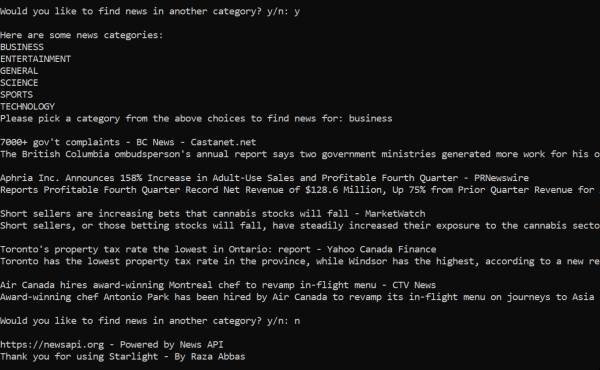 Would you like to find news in another category? y/n: y
Here are some news categories:
BUSINESS
ENTERTAINMENT
GENERAL
SCIENCE
SPORTS
TECHNOLOGY
Please pick a category from the above choices to find news for: business
7000+ gov't complaints - BC News - Castanet.net
The British Columbia ombudsperson's annual report says two government ministries generated more work for his o
Aphria Inc. Announces 158% Increase in Adult-Use Sales and Profitable Fourth Quarter - PRNewswire
Reports Profitable Fourth Quarter Record Net Revenue of $128.6 Million, Up 75% from Prior Quarter Revenue for
Short sellers are increasing bets that cannabis stocks will fall - MarketWatch
Short sellers, or those betting stocks will fall, have steadily increased their exposure to the cannabis secto
Toronto's property tax rate the lowest in Ontario: report - Yahoo Canada Finance
Toronto has the lowest property tax rate in the province, while Windsor has the highest, according to a new re
Air Canada hires award-winning Montreal chef to revamp in-flight menu - CTV News
Award-winning chef Antonio Park has been hired by Air Canada to revamp its in-flight menu on journeys to Asia
Would you like to find news in another category? y/n: n
https://newsapi.org - Powered by News API
Thank you for using Starlight - By Raza Abbas